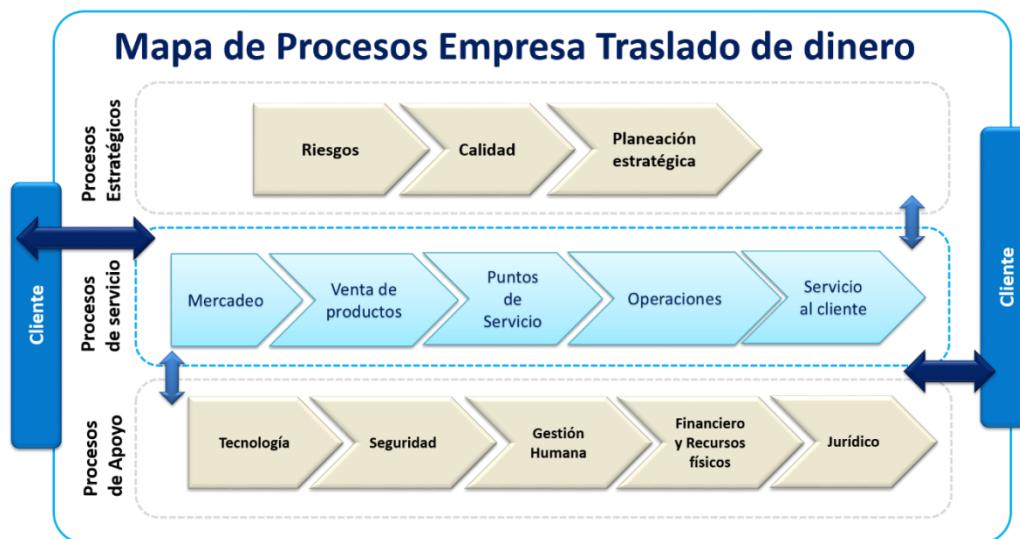 Mapa de Procesos Empresa Traslado de dinero
Procesos
Estratégicos
Riesgos
Calidad
Planeación
estratégica
Cliente
Procesos
de servicio
Mercadeo
Venta de
productos
Puntos
de
Servicio
Operaciones
Servicio
al cliente
Cliente
Procesos
de Apoyo
Tecnología
Seguridad
Gestión
Humana
Financiero
y Recursos
físicos
Jurídico